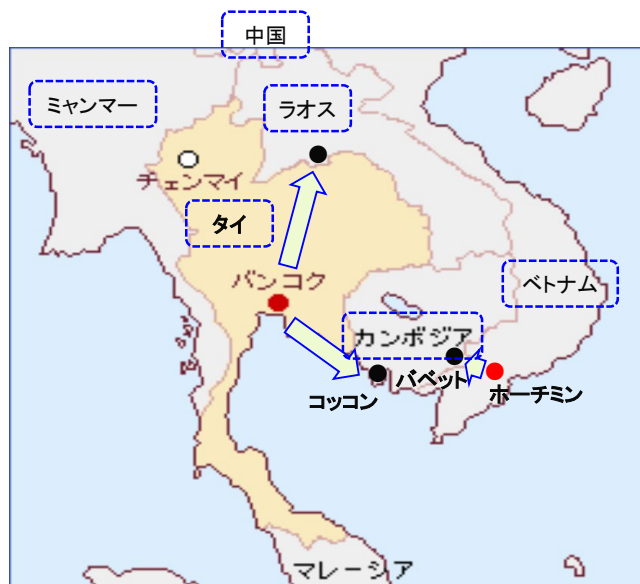 中国
ミャンマー
ラオス
チェンマイ
タイ
バンコク
ベトナム
カンボジア
バベット
コッコン
ホーチミン
マレーシア